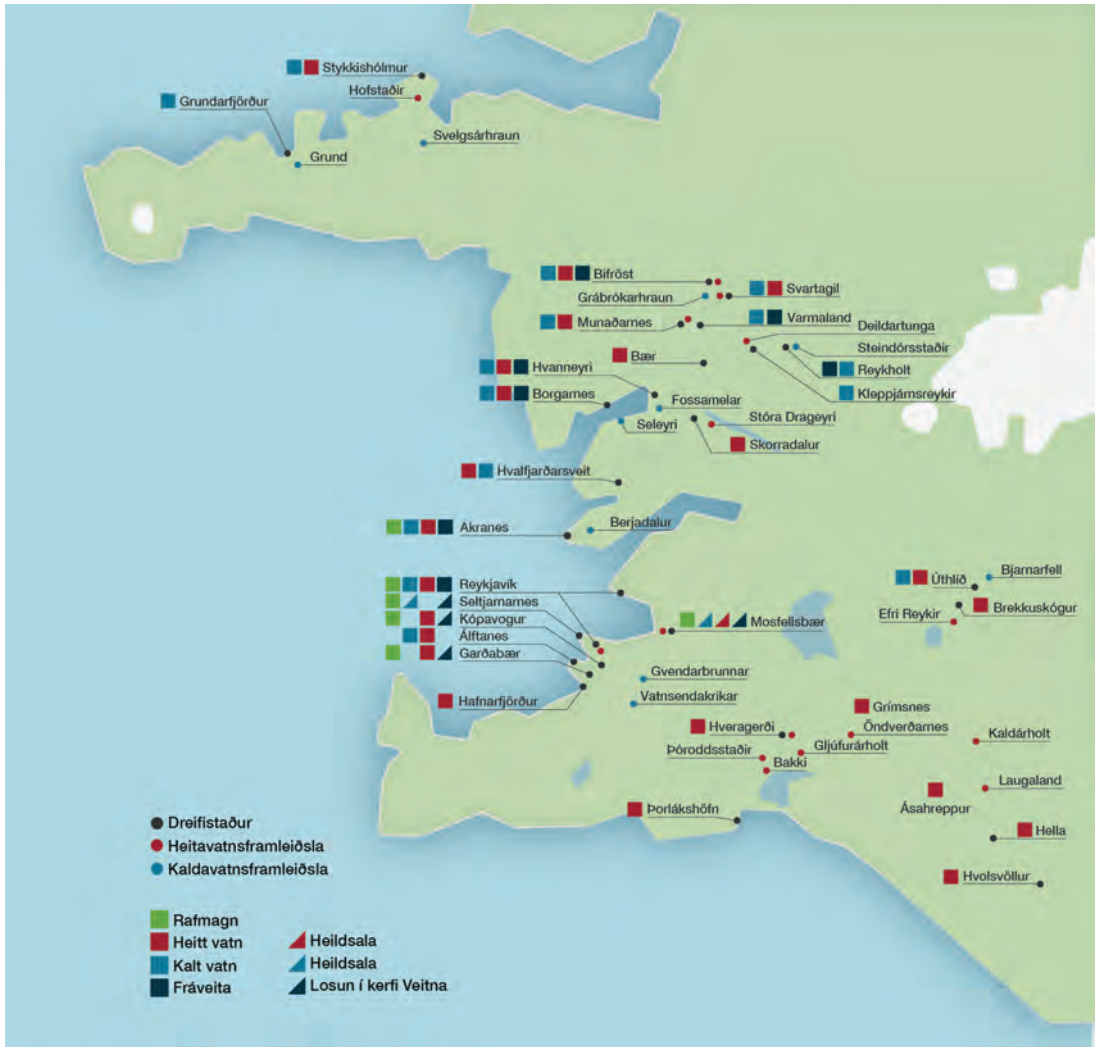 Stykkishólmur
Hofstaðir
Grundarfjörður
Svelgsárhraun
Grund
Bifröst
Svartagil
Grábrókarhraun
Munaðarnes
Varmaland
Deildartunga
Steindórsstaðir
Bær
Reykholt
Hvanneyri
Kleppjárnsreykir
Borgarnes
Fossamelar
Seleyri
Stóra Drageyri
Skorradalur
Hvalfjarðarsveit
Akranes
Berjadalur
Reykjavík
Seltjarnarnes
Kópavogur
Álftanes
Garðabær
Mosfellsbær
Úthlíð
Bjarnarfell
Efri Reykir
Brekkuskógur
Gvendarbrunnar
Vatnsendakrikar
Hafnarfjörður
Grímsnes
Hveragerði
Öndverðarnes
Kaldárholt
Þóroddsstaðir
Gljúfurárholt
Bakki
Laugaland
Ásahreppur
Þorlákshöfn
Hella
Hvolsvöllur
Dreifistaður
Heitavatnsframleiðsla
Kaldavatnsframleiðsla
Rafmagn
Heitt vatn
Heildsala
Kalt vatn
Heildsala
Fráveita
Losun í kerfi Veitna